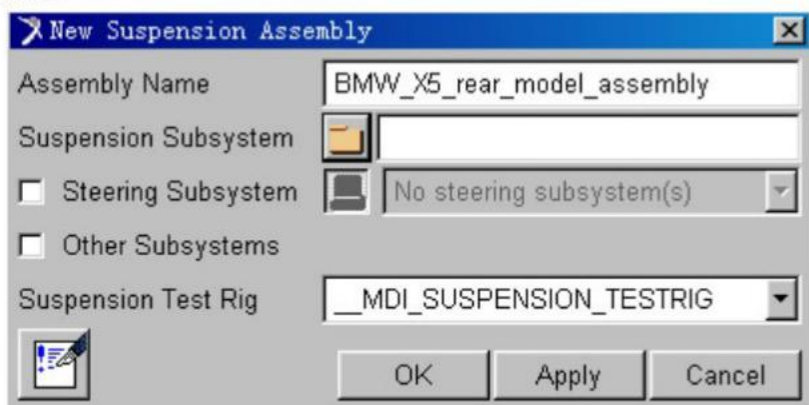 New Suspension Assembly
Assembly Name BMW_X5_rear_model_assembly
Suspension Subsystem
Steering Subsystem No steering subsystem(s)
Other Subsystems
Suspension Test Rig __MDI_SUSPENSION_TESTRIG
OK Apply Cancel